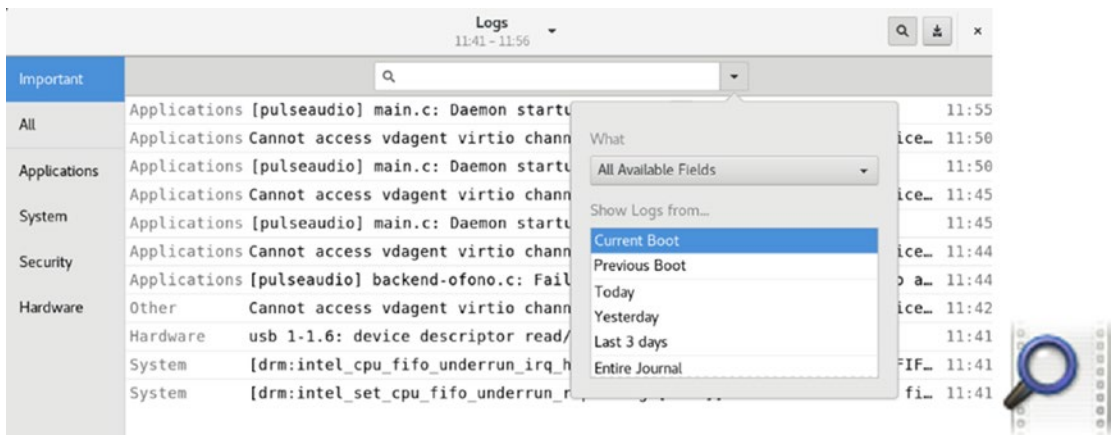 Logs
11:41 – 11:56
Important
All
Applications
System
Security
Hardware
Applications [pulseaudio] main.c: Daemon startu 11:55
Applications Cannot access vdagent virtio chann ice… 11:50
Applications [pulseaudio] main.c: Daemon startu 11:50
Applications Cannot access vdagent virtio chann ice… 11:45
Applications [pulseaudio] main.c: Daemon startu 11:45
Applications Cannot access vdagent virtio chann ice… 11:44
Applications [pulseaudio] backend-ofono.c: Fail a… 11:44
Other Cannot access vdagent virtio chann ice… 11:42
Hardware usb 1-1.6: device descriptor read/ 11:41
System [drm:intel_cpu_fifo_underrun_irq_h FIF… 11:41
System [drm:intel_set_cpu_fifo_underrun_r fi… 11:41
What
All Available Fields
Show Logs from...
Current Boot
Previous Boot
Today
Yesterday
Last 3 days
Entire Journal